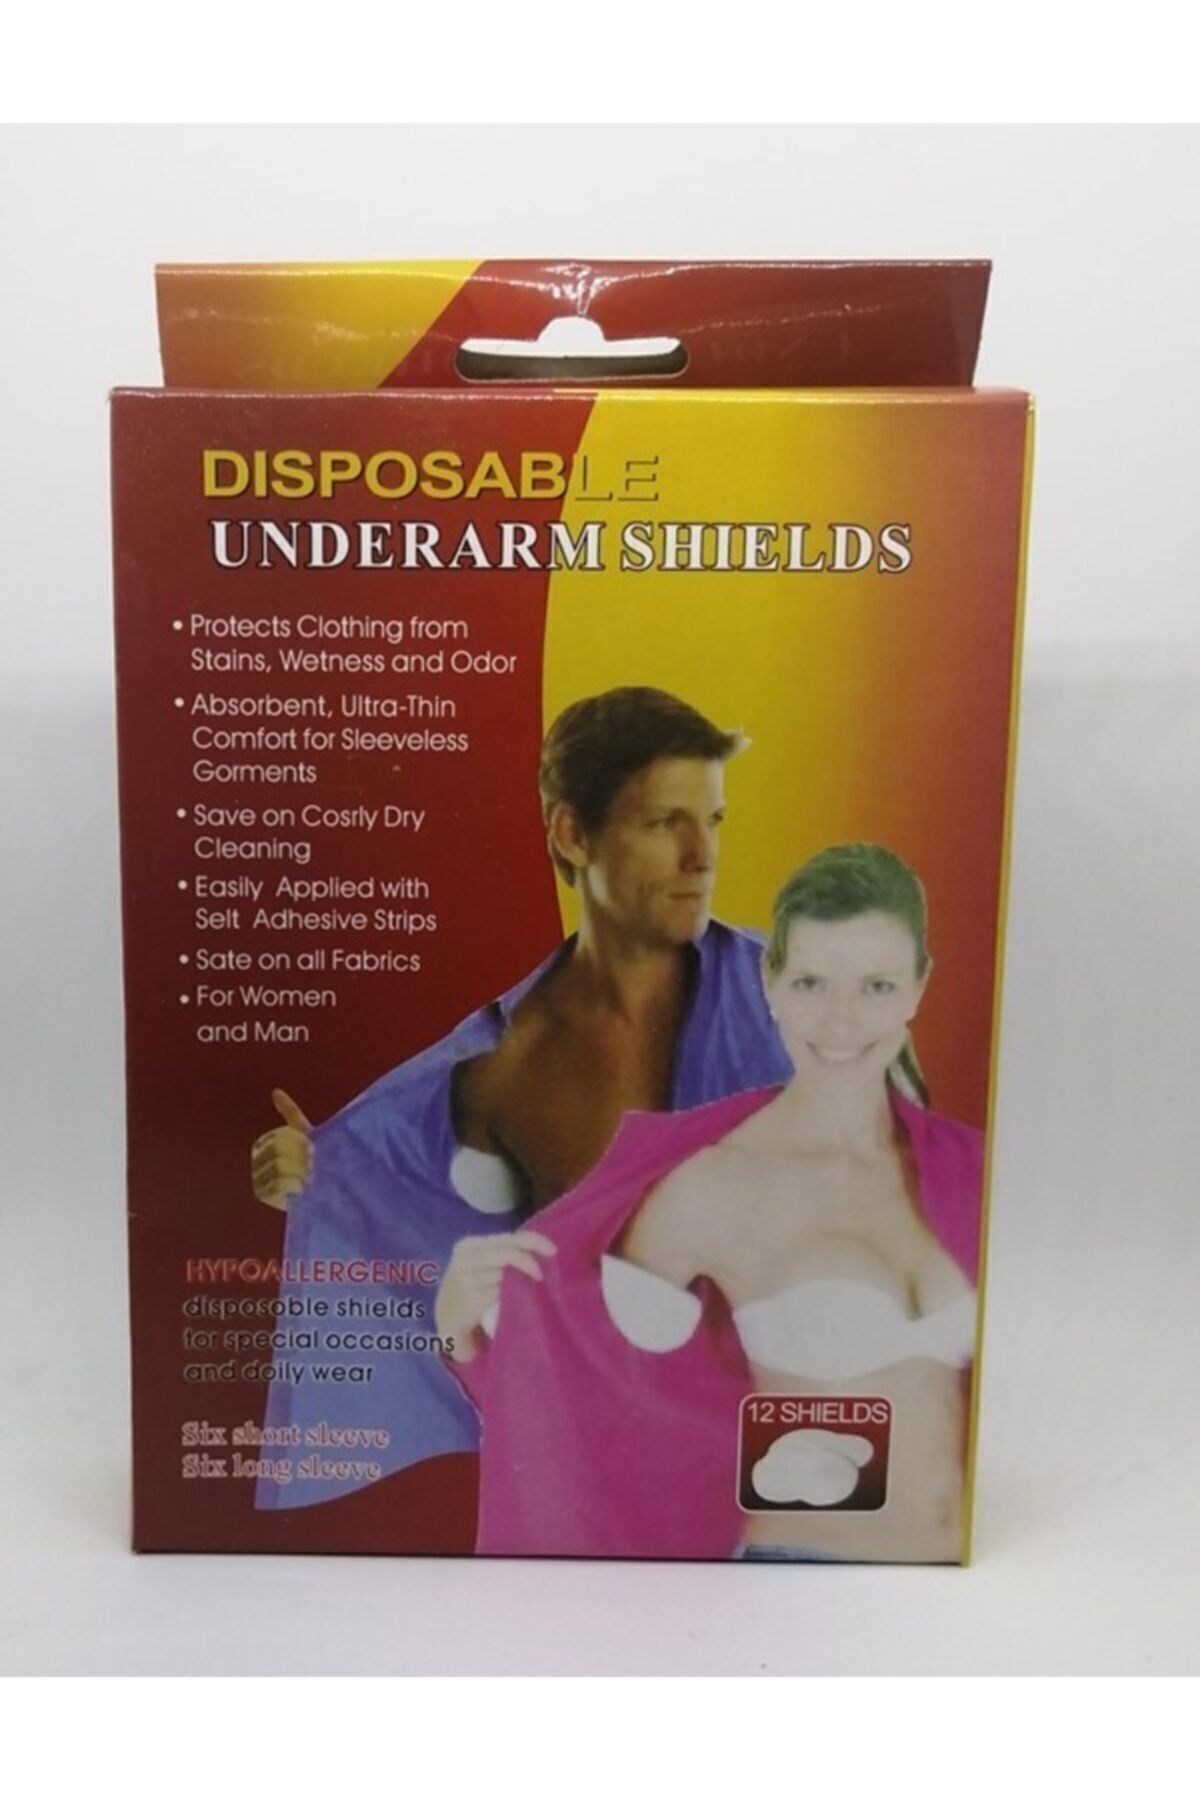 DISPOSABLE
UNDERARM SHIELDS
• Protects Clothing from
Stains, Wetness and Odor
• Absorbent, Ultra-Thin
Comfort for Sleeveless
Gorments
• Save on Cosrly Dry
Cleaning
• Easily Applied with
Selt Adhesive Strips
• Sate on all Fabrics
• For Women
and Man
HYPOALLERGENIC
disposoble shields
for special occasions
and doily wear
Six short sleeve
Six long sleeve
12 SHIELDS